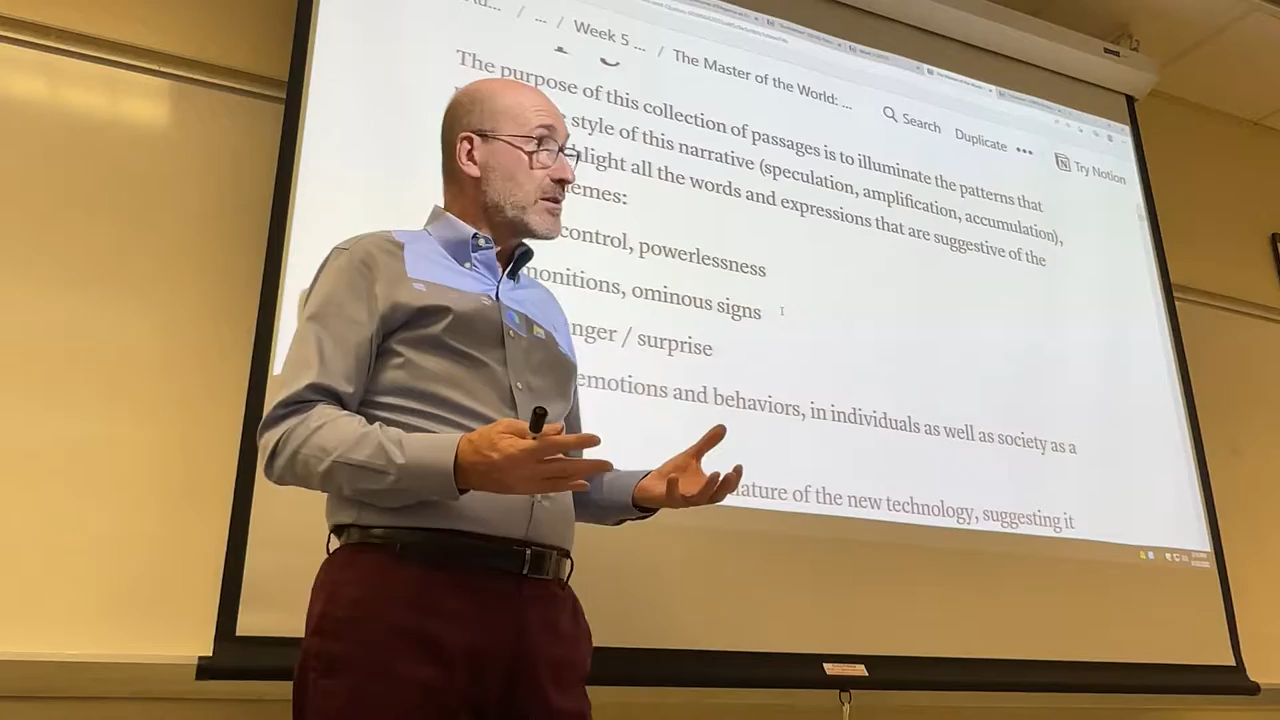 / ... / Week 5 ... / The Master of the World: ...
Search Duplicate •••
Try Notion
The purpose of this collection of passages is to illuminate the patterns that
style of this narrative (speculation, amplification, accumulation),
light all the words and expressions that are suggestive of the
emes:
control, powerlessness
monitions, ominous signs
nger / surprise
emotions and behaviors, in individuals as well as society as a
nature of the new technology, suggesting it